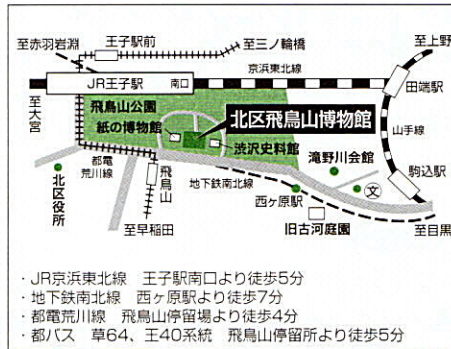 至赤羽岩淵
王子駅前
至三ノ輪橋
至上野
京浜東北線
JR王子駅
南口
田端駅
至大宮
飛鳥山公園
北区飛鳥山博物館
紙の博物館
渋沢史料館
山手線
都電
荒川線
滝野川会館
駒込駅
北区役所
飛鳥山
地下鉄南北線
文
西ヶ原駅
至早稲田
旧古河庭園
至目黒
・JR京浜東北線 王子駅南口より徒歩5分
・地下鉄南北線 西ヶ原駅より徒歩7分
・都電荒川線 飛鳥山停留場より徒歩4分
・都バス 草64、王40系統 飛鳥山停留所より徒歩5分